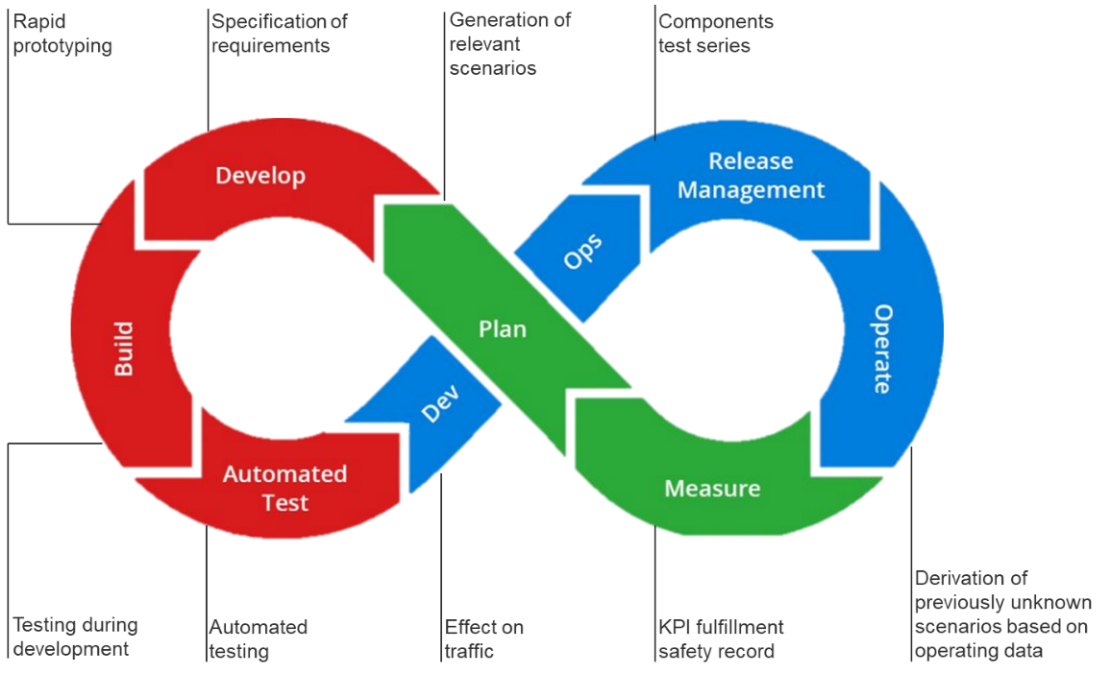 Rapid
prototyping
Specification of
requirements
Generation of
relevant
scenarios
Components
test series
Develop
Release
Management
Ops
Plan
Build
Operate
Dev
Automated
Test
Measure
Testing during
development
Automated
testing
Effect on
traffic
KPI fulfillment
safety record
Derivation of
previously unknown
scenarios based on
operating data